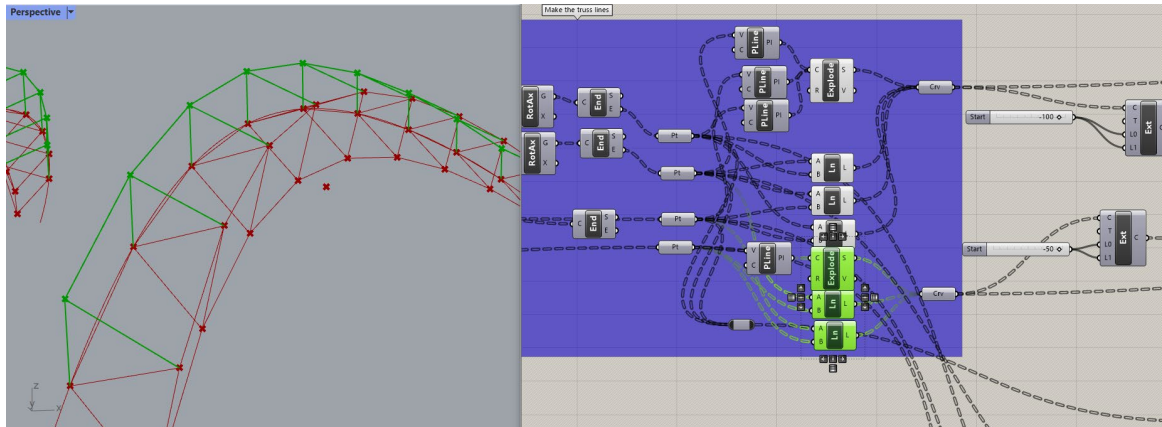 Perspective
Z
Y
X
Make the truss lines
V
C
PLine
Pl
V
C
PLine
Pl
V
C
PLine
Pl
C
R
Explode
S
V
Crv
Start
-100
C
T
L0
L1
Ext
C
RotAx
G
X
C
End
S
E
RotAx
G
X
C
End
S
E
Pt
Pt
A
B
Ln
L
A
B
Ln
L
C
End
S
E
Pt
Pt
A
Ln
V
C
PLine
Pl
C
R
Explode
S
V
A
B
Ln
L
A
B
Ln
L
Crv
Start
-50
C
T
L0
L1
Ext
C